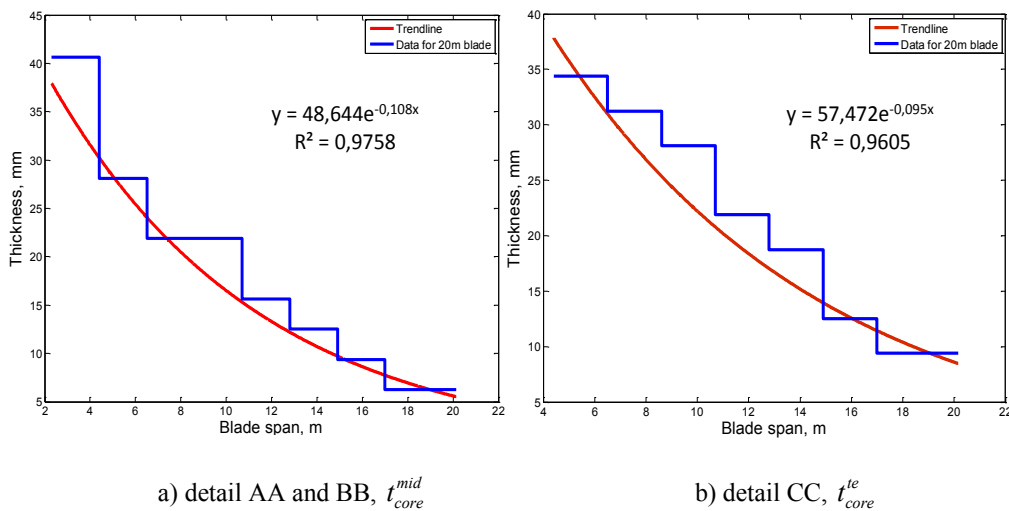 45
40
35
30
25
20
15
10
5
Thickness, mm
2 4 6 8 10 12 14 16 18 20 22
Blade span, m
Trendline
Data for 20m blade
y = 48,644e^-0,108x
R² = 0,9758
a) detail AA and BB, t_core^mid
40
35
30
25
20
15
10
5
Thickness, mm
4 6 8 10 12 14 16 18 20 22
Blade span, m
Trendline
Data for 20m blade
y = 57,472e^-0,095x
R² = 0,9605
b) detail CC, t_core^te